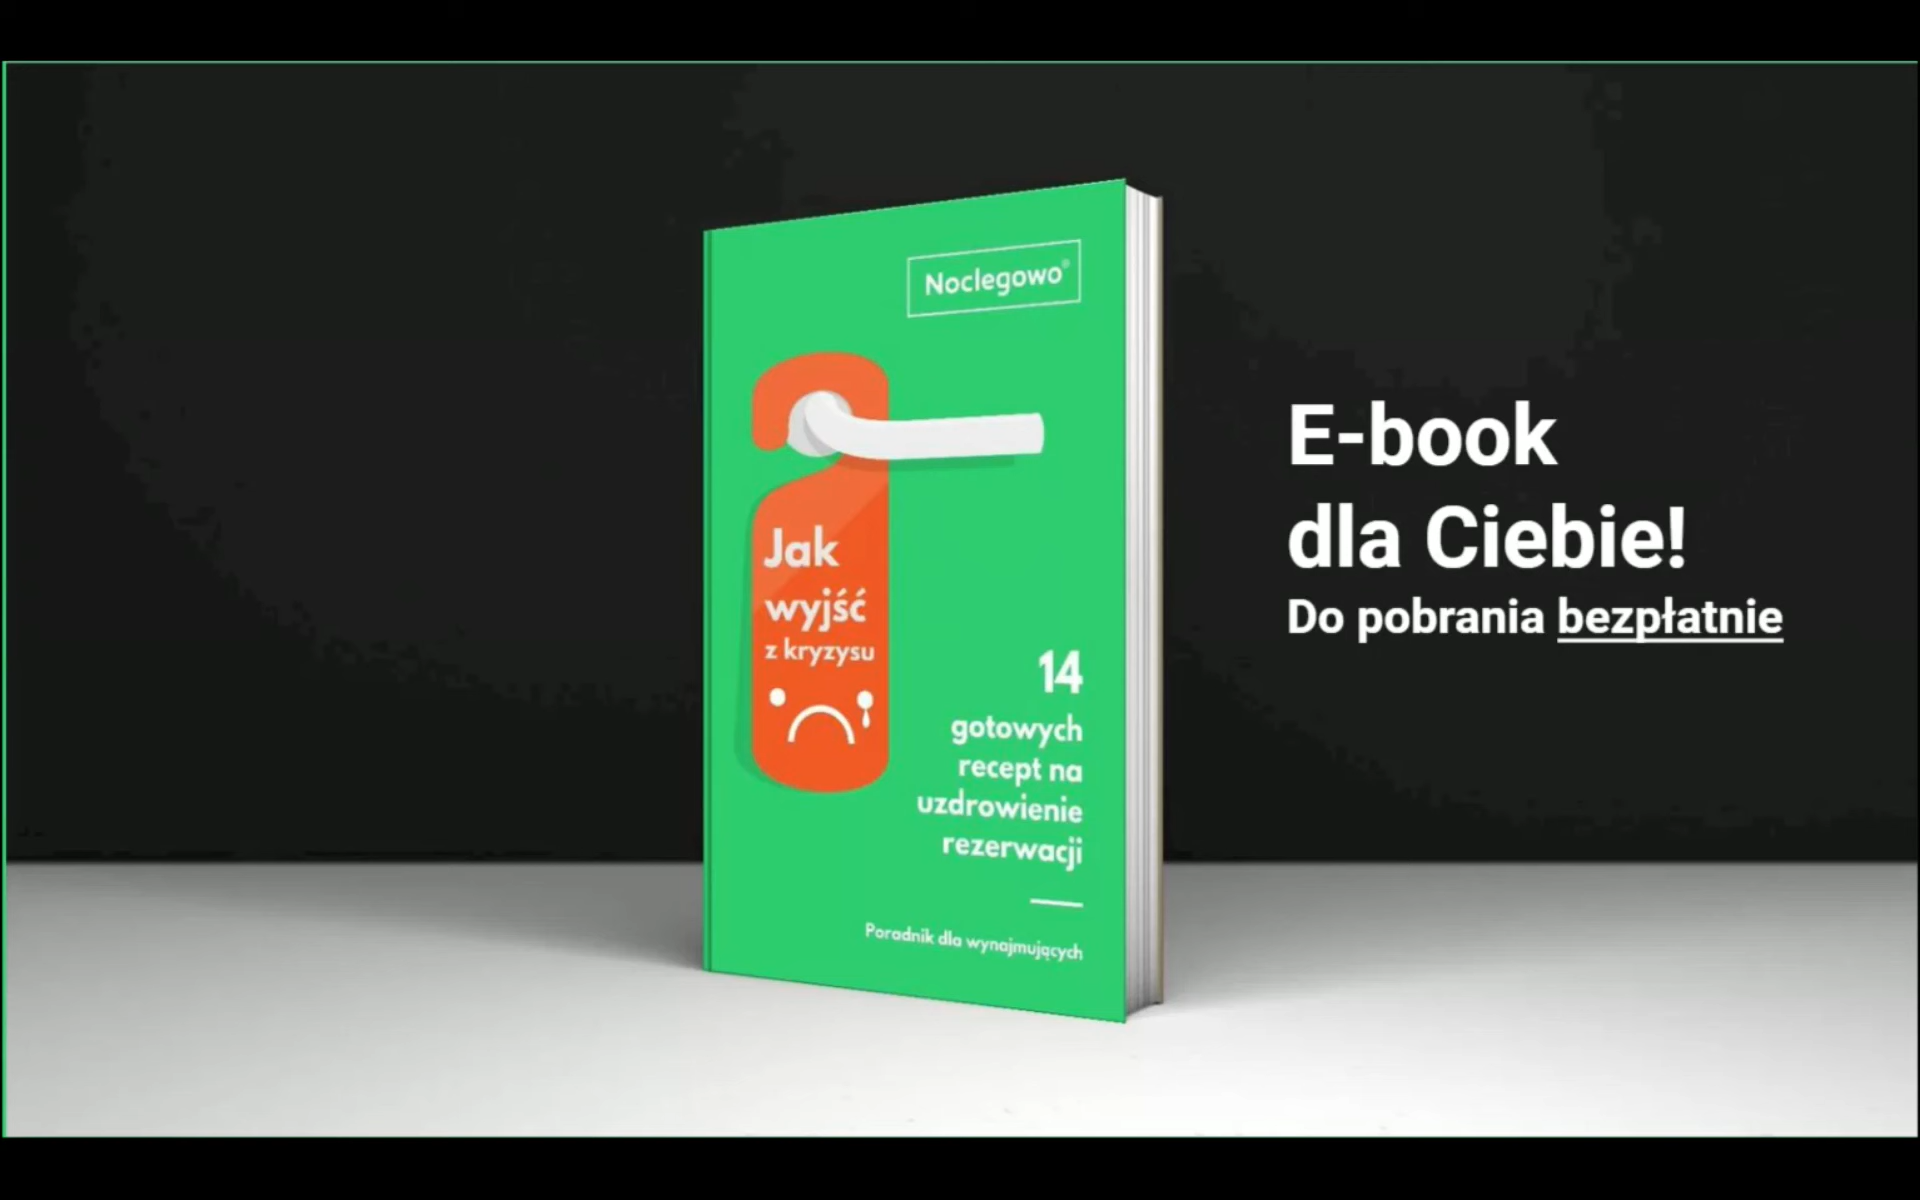 Noclegowo®
Jak
wyjść
z kryzysu
14
gotowych
recept na
uzdrowienie
rezerwacji
Poradnik dla wynajmujących
E-book
dla Ciebie!
Do pobrania bezpłatnie